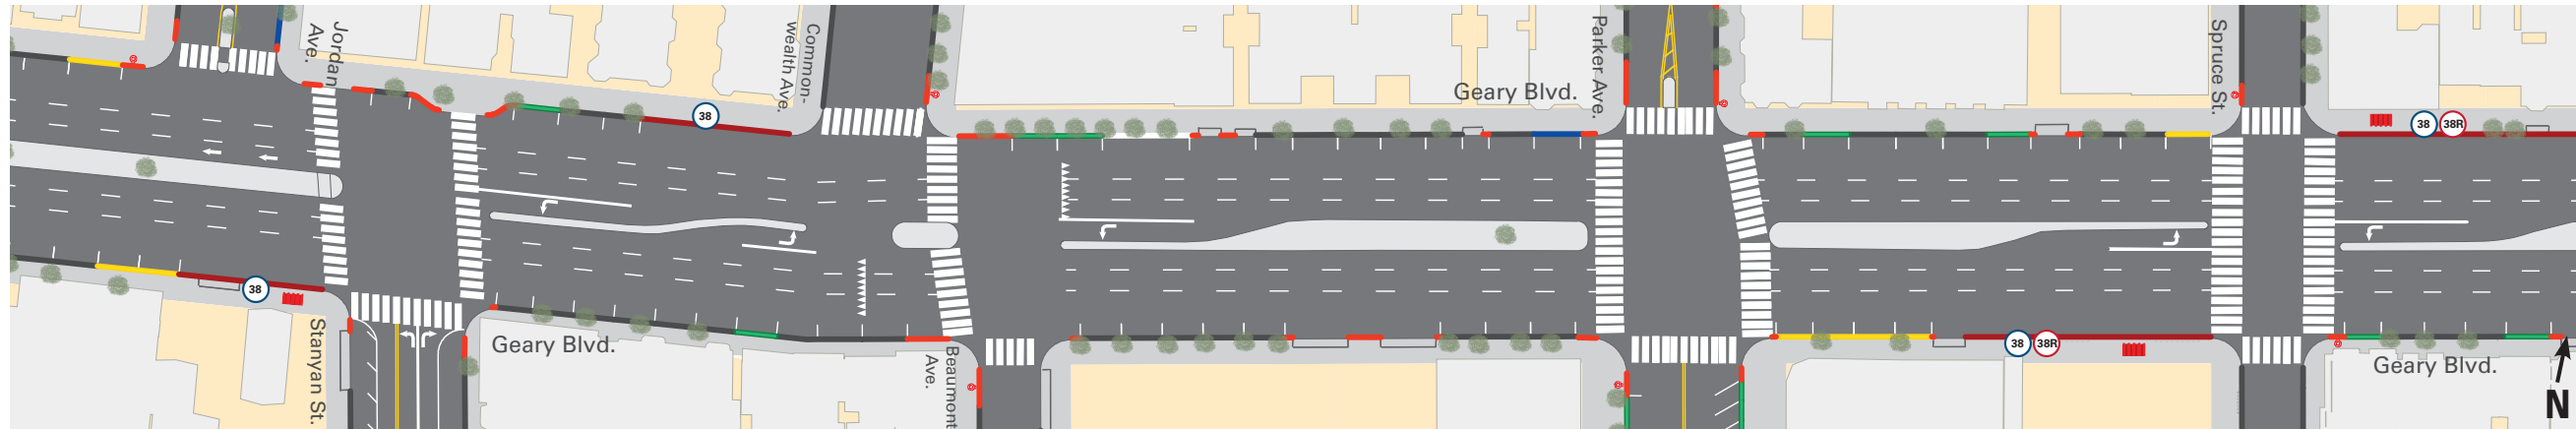 Jordan
Ave.
Common-
wealth Ave.
Geary Blvd.
Parker Ave.
Spruce St.
38
38
38R
38
Stanyan St.
Geary Blvd.
Beaumont
Ave.
38
38R
Geary Blvd.
N